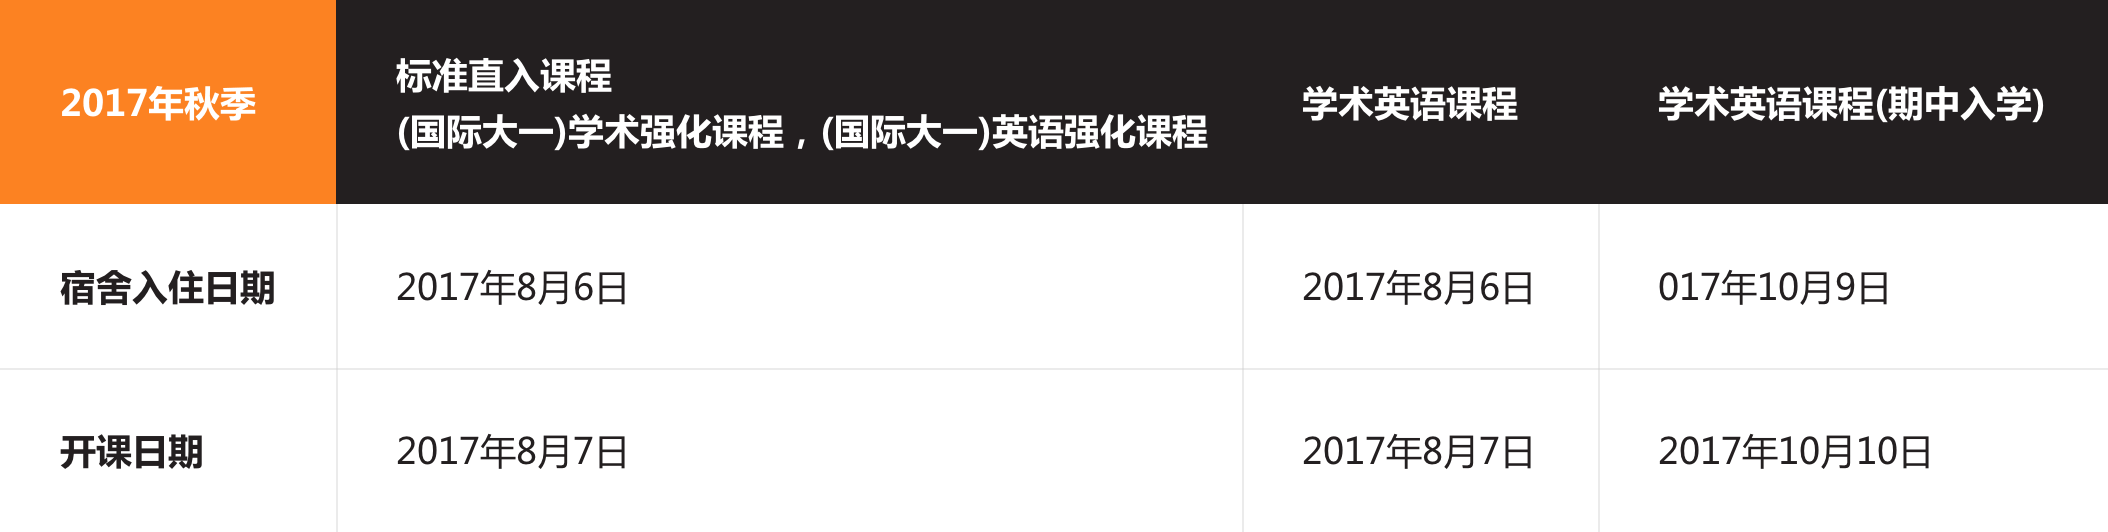 2017年秋季
标准直入课程
(国际大一)学术强化课程，(国际大一)英语强化课程
学术英语课程
学术英语课程(期中入学)
宿舍入住日期
2017年8月6日
2017年8月6日
017年10月9日
开课日期
2017年8月7日
2017年8月7日
2017年10月10日